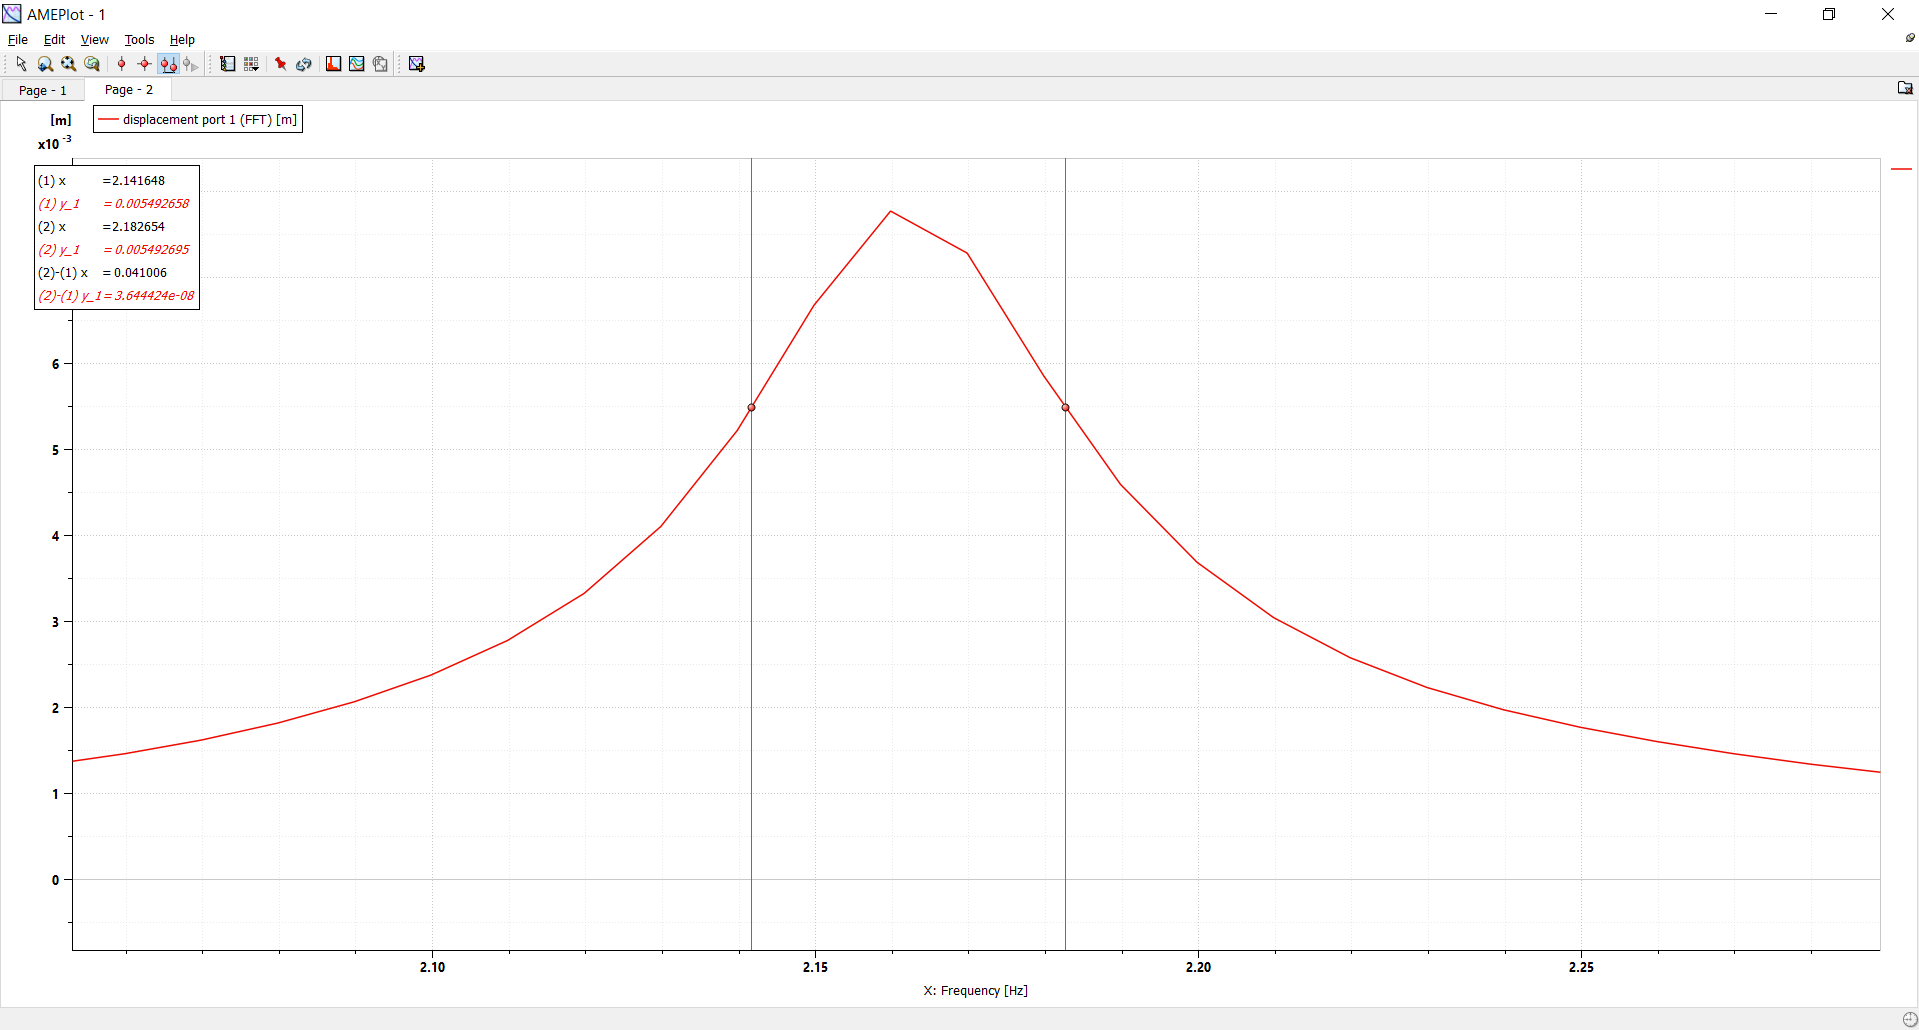 AMEPlot - 1
File Edit View Tools Help
Page - 1 Page - 2
[m]
x10 -3
displacement port 1 (FFT) [m]
(1) x =2.141648
(1) y_1 = 0.005492658
(2) x =2.182654
(2) y_1 = 0.005492695
(2)-(1) x = 0.041006
(2)-(1) y_1= 3.644424e-08
6
5
4
3
2
1
0
2.10 2.15 2.20 2.25
X: Frequency [Hz]